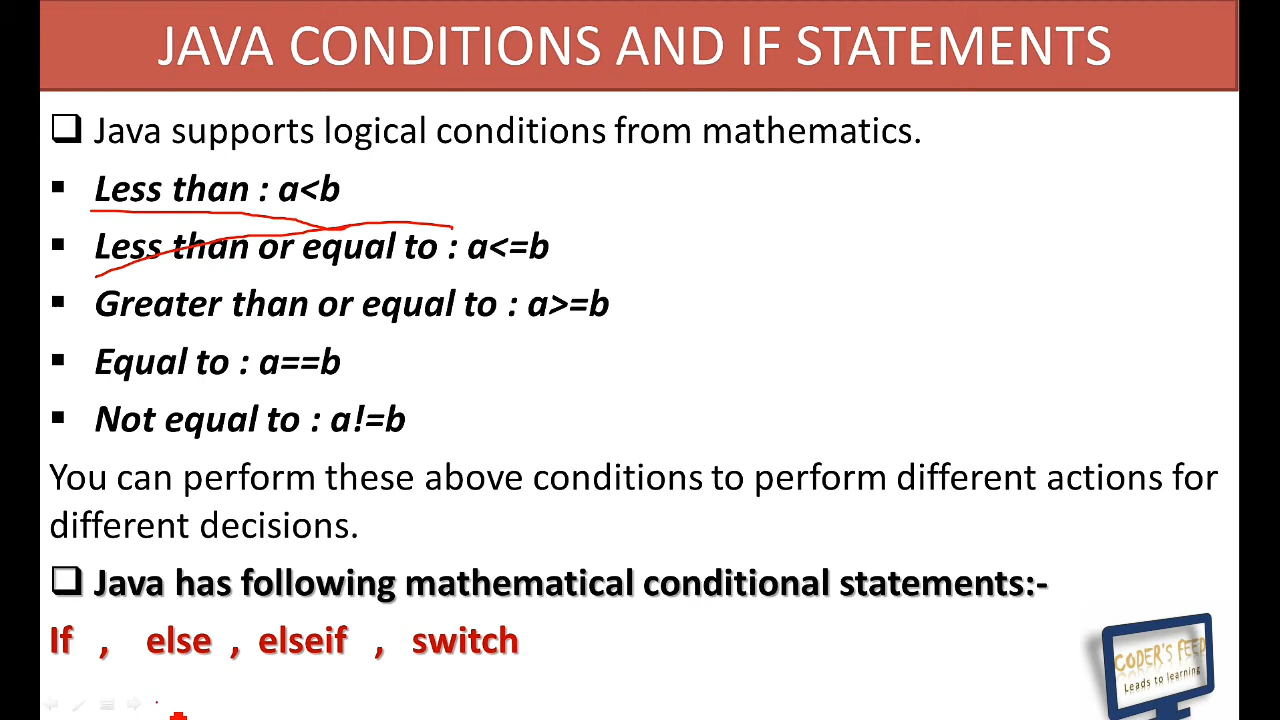 JAVA CONDITIONS AND IF STATEMENTS
Java supports logical conditions from mathematics.
Less than : a<b
Less than or equal to : a<=b
Greater than or equal to : a>=b
Equal to : a==b
Not equal to : a!=b
You can perform these above conditions to perform different actions for
different decisions.
Java has following mathematical conditional statements:-
If , else , elseif , switch
CODER'S FEED
Leads to learning